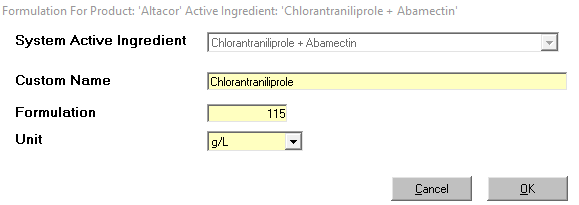 Formulation For Product: 'Altacor' Active Ingredient: 'Chlorantraniliprole + Abamectin'
System Active Ingredient Chlorantraniliprole + Abamectin
Custom Name Chlorantraniliprole
Formulation 115
Unit g/L
Cancel OK